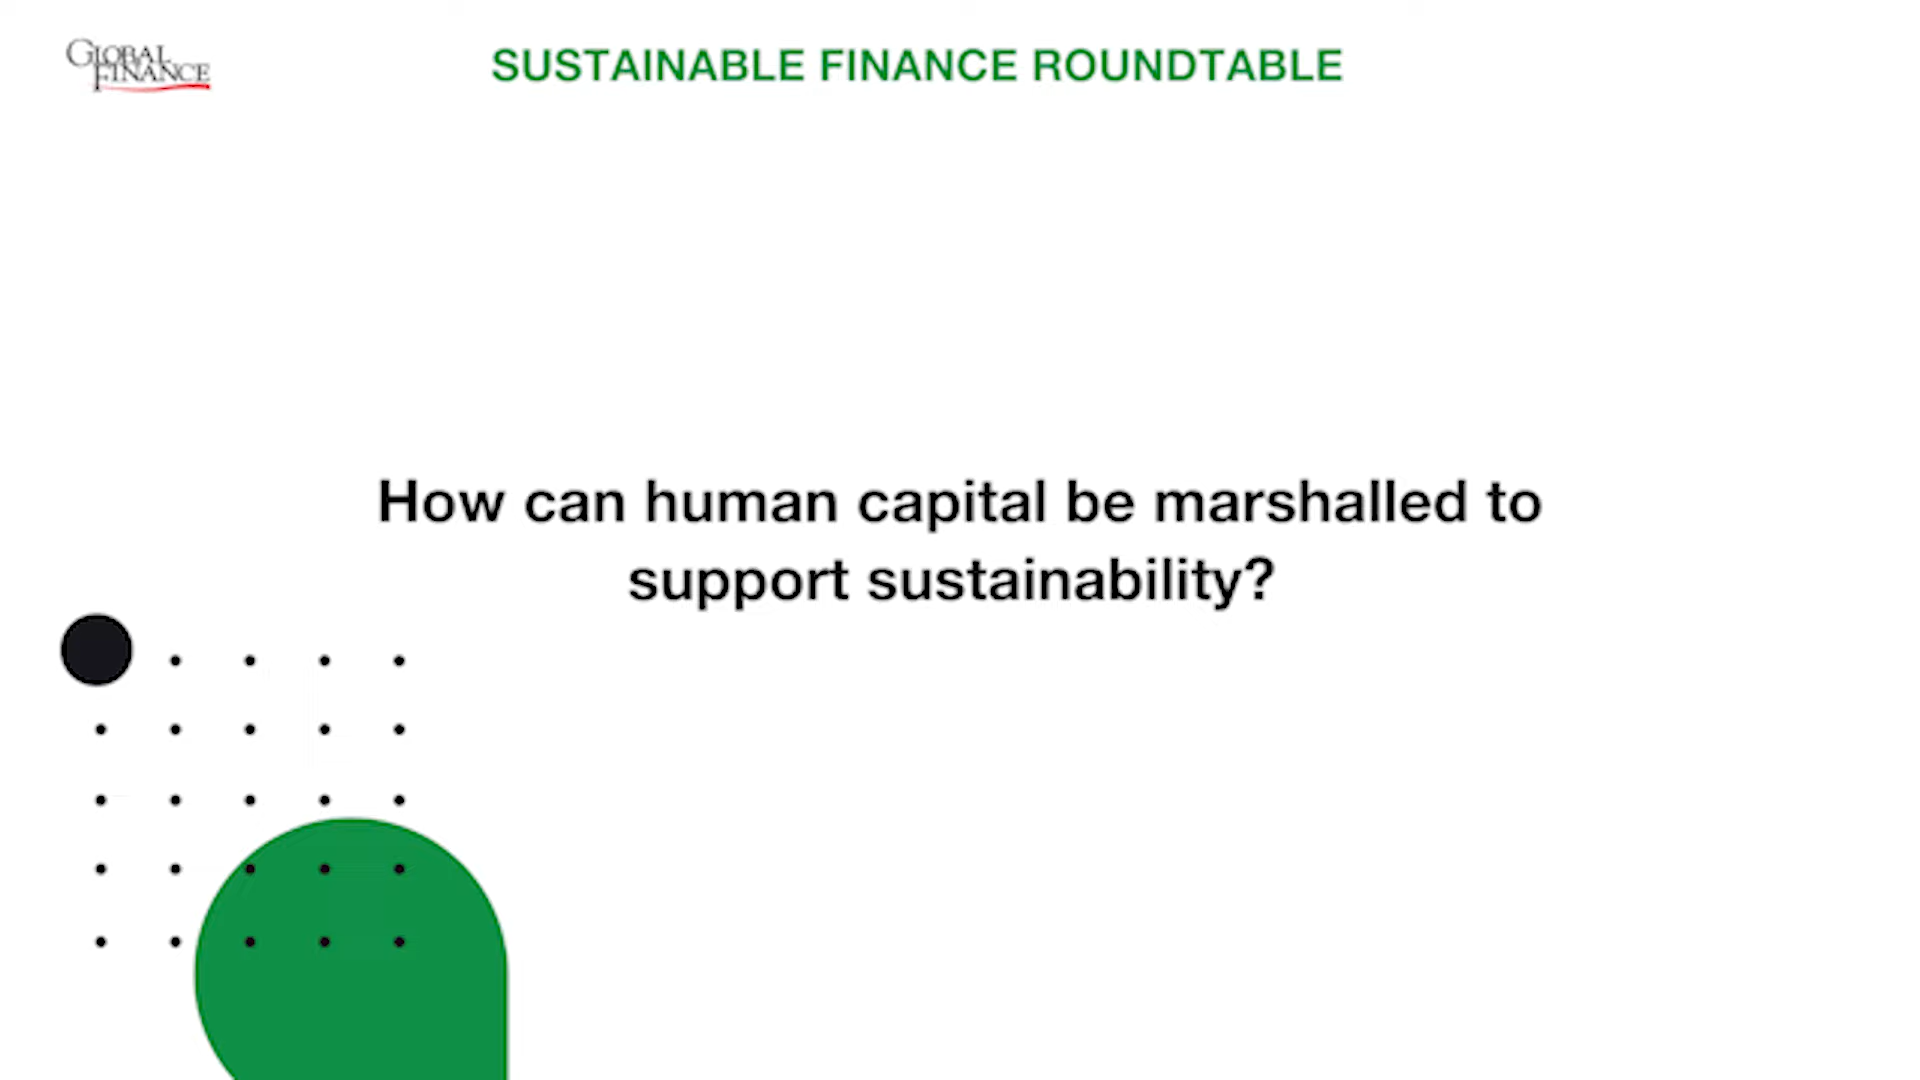 GLOBAL
FINANCE
SUSTAINABLE FINANCE ROUNDTABLE
How can human capital be marshalled to
support sustainability?